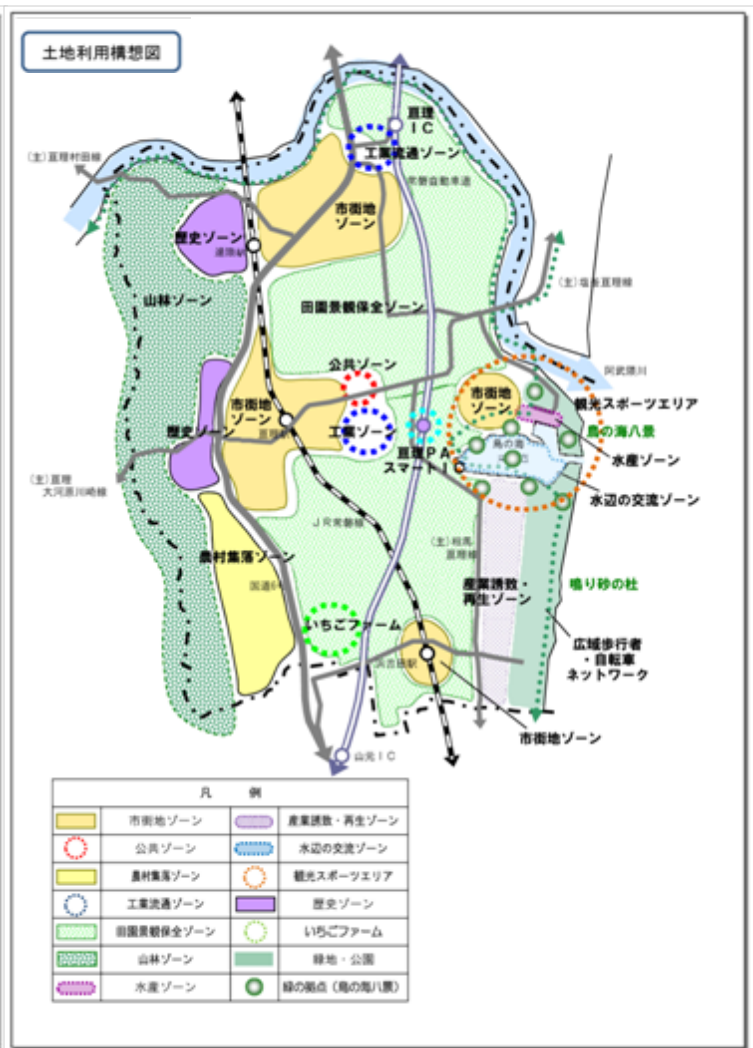 土地利用構想図
亘理
IC
(主)亘理村田線
工業流通ゾーン
常磐自動車道
市街地
ゾーン
歴史ゾーン
逢隈駅
山林ゾーン
(主)塩釜亘理線
田園景観保全ゾーン
公共ゾーン
阿武隈川
市街地
ゾーン
観光スポーツエリア
市街地
ゾーン
鳥の海八景
歴史ゾーン
亘理駅
工業ゾーン
鳥の海
水産ゾーン
亘理PA
スマートIC
(主)亘理
大河原川崎線
水辺の交流ゾーン
JR常磐線
(主)相馬
亘理線
農村集落ゾーン
国道6
産業誘致・
再生ゾーン
鳴り砂の杜
いちごファーム
広域歩行者
・自転車
ネットワーク
浜吉田駅
市街地ゾーン
山元IC
凡 例
市街地ゾーン 産業誘致・再生ゾーン
公共ゾーン 水辺の交流ゾーン
農村集落ゾーン 観光スポーツエリア
工業流通ゾーン 歴史ゾーン
田園景観保全ゾーン いちごファーム
山林ゾーン 緑地・公園
水産ゾーン 緑の拠点(鳥の海八景)